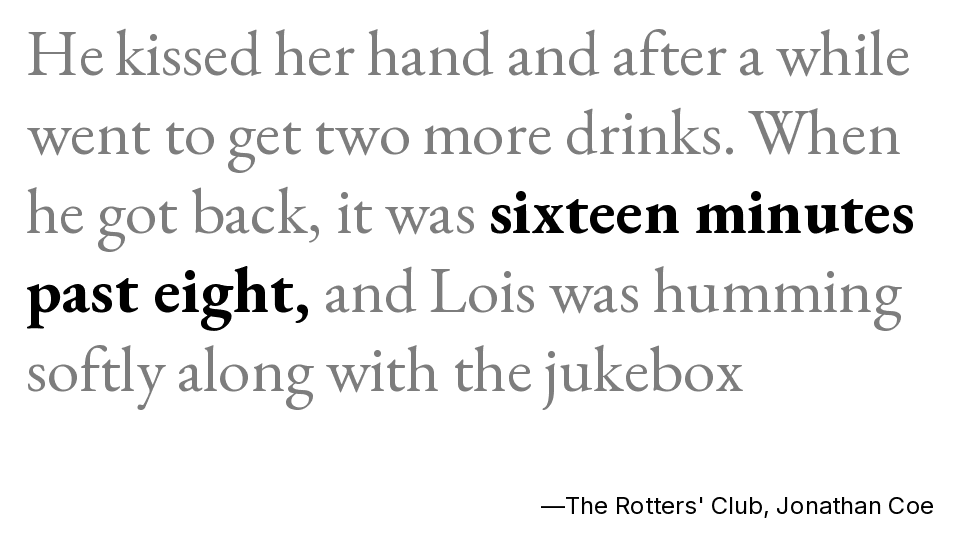 He kissed her hand and after a while
went to get two more drinks. When
he got back, it was sixteen minutes
past eight, and Lois was humming
softly along with the jukebox
—The Rotters' Club, Jonathan Coe